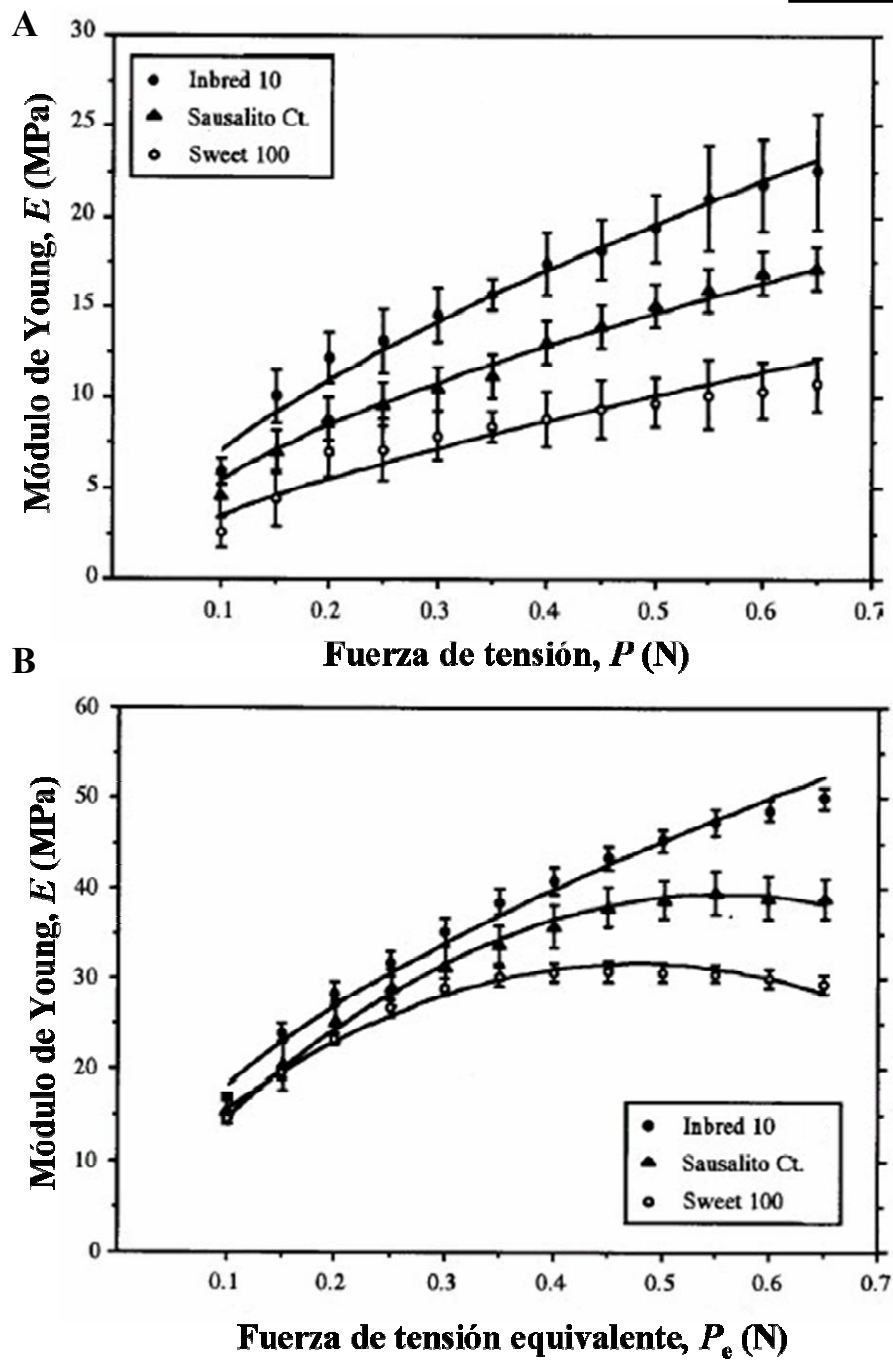 A
30
25
20
15
10
5
0
Inbred 10
Sausalito Ct.
Sweet 100
Módulo de Young, E (MPa)
0.1 0.2 0.3 0.4 0.5 0.6 0.7
Fuerza de tensión, P (N)
B
60
50
40
30
20
10
0
Módulo de Young, E (MPa)
Inbred 10
Sausalito Ct.
Sweet 100
0.1 0.2 0.3 0.4 0.5 0.6 0.7
Fuerza de tensión equivalente, Pe (N)